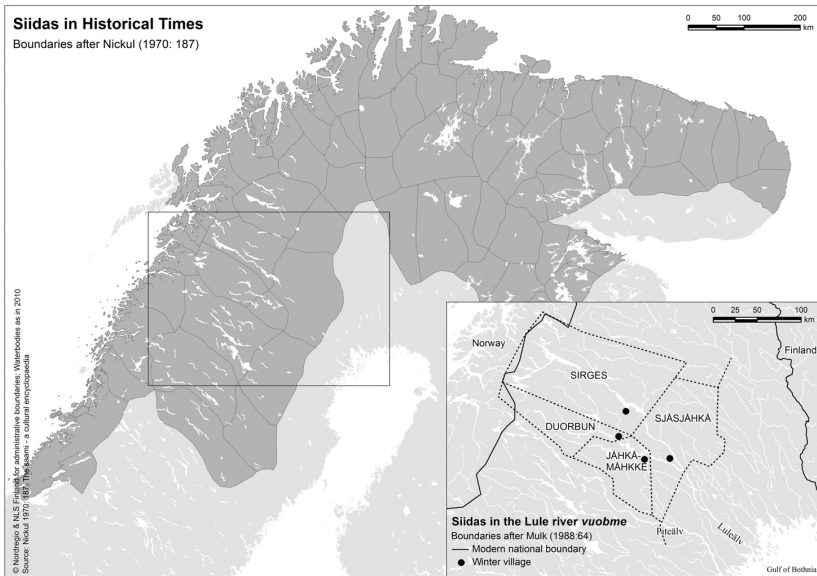 Siidas in Historical Times
Boundaries after Nickul (1970: 187)
0 50 100 200
km
© Nordregio & NLS Finland for administrative boundaries; Waterbodies as in 2010
Source: Nickul 1970: 187, The saami - a cultural encyclopaedia
0 25 50 100
km
Norway
Finland
SIRGES
SJÁSJÁHKÁ
DUORBUN
JÅHKÅ-
MÅHKKE
Siidas in the Lule river vuobme
Boundaries after Mulk (1988:64)
Modern national boundary
Winter village
Piteälv
Luleälv
Gulf of Bothnia